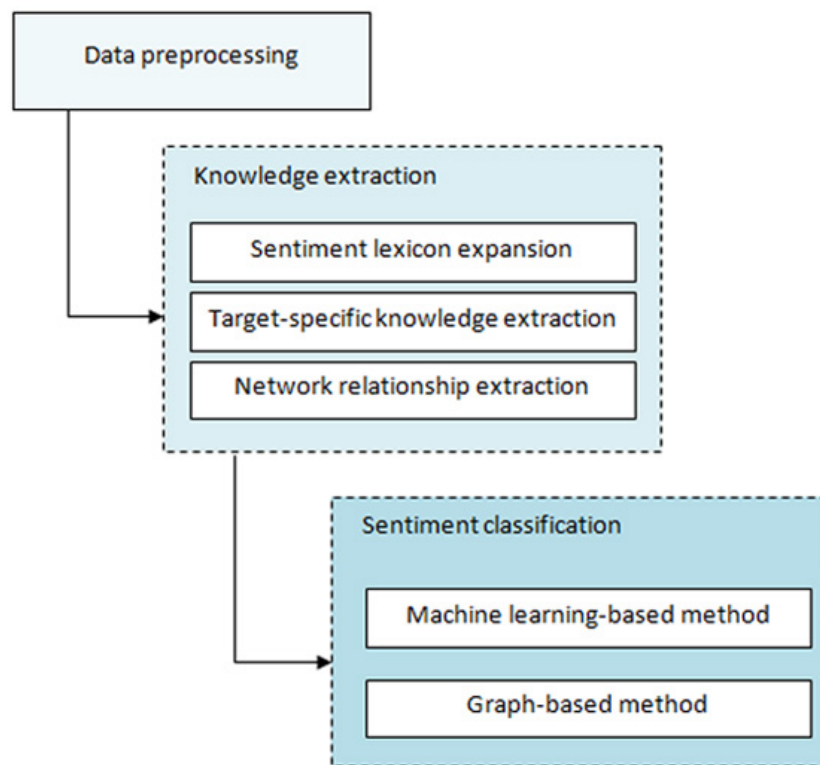 Data preprocessing
Knowledge extraction
Sentiment lexicon expansion
Target-specific knowledge extraction
Network relationship extraction
Sentiment classification
Machine learning-based method
Graph-based method